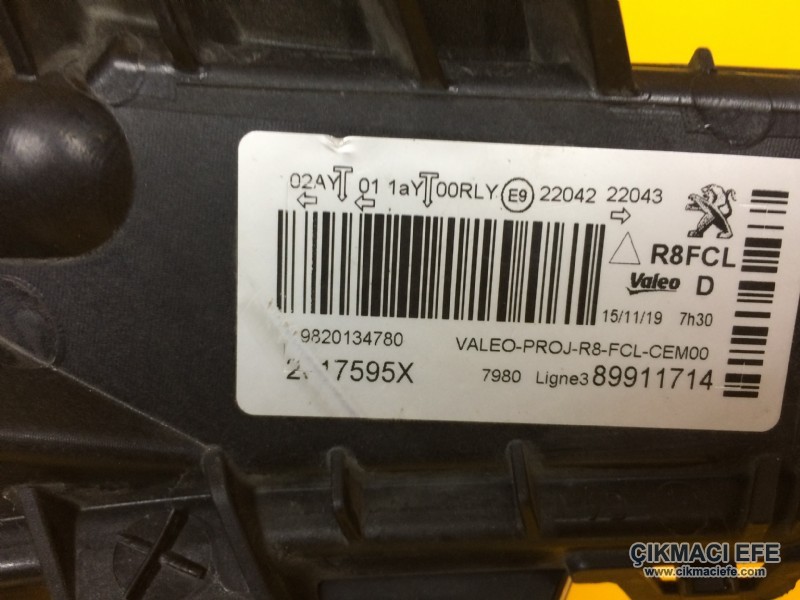 02AY 01 1aY 00RLY E9 22042 22043
R8FCL
Valeo D
15/11/19 7h30
9820134780 VALEO-PROJ-R8-FCL-CEM00
7980 Ligne3 89911714
ÇIKMACI EFE
www.cikmaciefe.com